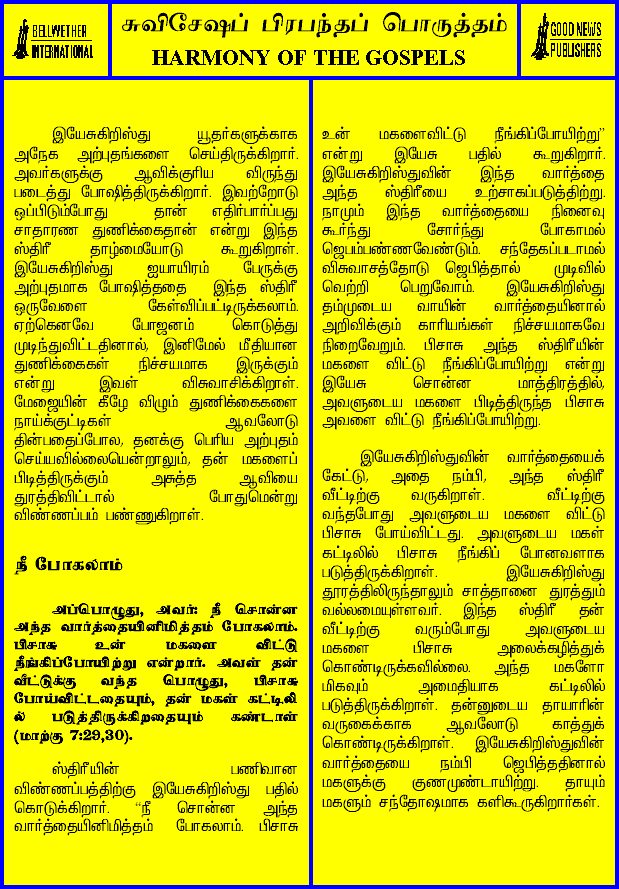 BELLWETHER
INTERNATIONAL
சுவிசேஷப் பிரபந்தப் பொருத்தம்
HARMONY OF THE GOSPELS
GOOD NEWS
PUBLISHERS
இயேசுகிறிஸ்து யூதர்களுக்காக
அநேக அற்புதங்களை செய்திருக்கிறார்.
அவர்களுக்கு ஆவிக்குரிய விருந்து
படைத்து போஷித்திருக்கிறார். இவற்றோடு
ஒப்பிடும்போது தான் எதிர்பார்ப்பது
சாதாரண துணிக்கைதான் என்று இந்த
ஸ்திரீ தாழ்மையோடு கூறுகிறாள்.
இயேசுகிறிஸ்து ஐயாயிரம் பேருக்கு
அற்புதமாக போஷித்ததை இந்த ஸ்திரீ
ஒருவேளை கேள்விப்பட்டிருக்கலாம்.
ஏற்கெனவே போஜனம் கொடுத்து
முடிந்துவிட்டதினால், இனிமேல் மீதியான
துணிக்கைகள் நிச்சயமாக இருக்கும்
என்று இவள் விசுவாசிக்கிறாள்.
மேஜையின் கீழே விழும் துணிக்கைகளை
நாய்க்குட்டிகள் ஆவலோடு
தின்பதைப்போல, தனக்கு பெரிய அற்புதம்
செய்யவில்லையென்றாலும், தன் மகளைப்
பிடித்திருக்கும் அசுத்த ஆவியை
துரத்திவிட்டால் போதுமென்று
விண்ணப்பம் பண்ணுகிறாள்.
நீ போகலாம்
அப்பொழுது, அவர்: நீ சொன்ன
அந்த வார்த்தையினிமித்தம் போகலாம்.
பிசாசு உன் மகளை விட்டு
நீங்கிப்போயிற்று என்றார். அவள் தன்
வீட்டுக்கு வந்த பொழுது, பிசாசு
போய்விட்டதையும், தன் மகள் கட்டிலி
ல் படுத்திருக்கிறதையும் கண்டாள்
(மாற்கு 7:29,30).
ஸ்திரீயின் பணிவான
விண்ணப்பத்திற்கு இயேசுகிறிஸ்து பதில்
கொடுக்கிறார். “நீ சொன்ன அந்த
வார்த்தையினிமித்தம் போகலாம். பிசாசு
உன் மகளைவிட்டு நீங்கிப்போயிற்று”
என்று இயேசு பதில் கூறுகிறார்.
இயேசுகிறிஸ்துவின் இந்த வார்த்தை
அந்த ஸ்திரீயை உற்சாகப்படுத்திற்று.
நாமும் இந்த வார்த்தையை நினைவு
கூர்ந்து சோர்ந்து போகாமல்
ஜெபம்பண்ணவேண்டும். சந்தேகப்படாமல்
விசுவாசத்தோடு ஜெபித்தால் முடிவில்
வெற்றி பெறுவோம். இயேசுகிறிஸ்து
தம்முடைய வாயின் வார்த்தையினால்
அறிவிக்கும் காரியங்கள் நிச்சயமாகவே
நிறைவேறும். பிசாசு அந்த ஸ்திரீயின்
மகளை விட்டு நீங்கிப்போயிற்று என்று
இயேசு சொன்ன மாத்திரத்தில்,
அவளுடைய மகளை பிடித்திருந்த பிசாசு
அவளை விட்டு நீங்கிப்போயிற்று.
இயேசுகிறிஸ்துவின் வார்த்தையைக்
கேட்டு, அதை நம்பி, அந்த ஸ்திரீ
வீட்டிற்கு வருகிறாள். வீட்டிற்கு
வந்தபோது அவளுடைய மகளை விட்டு
பிசாசு போய்விட்டது. அவளுடைய மகள்
கட்டிலில் பிசாசு நீங்கிப் போனவளாக
படுத்திருக்கிறாள். இயேசுகிறிஸ்து
தூரத்திலிருந்தாலும் சாத்தானை துரத்தும்
வல்லமையுள்ளவர். இந்த ஸ்திரீ தன்
வீட்டிற்கு வரும்போது அவளுடைய
மகளை பிசாசு அலைக்கழித்துக்
கொண்டிருக்கவில்லை. அந்த மகளோ
மிகவும் அமைதியாக கட்டிலில்
படுத்திருக்கிறாள். தன்னுடைய தாயாரின்
வருகைக்காக ஆவலோடு காத்துக்
கொண்டிருக்கிறாள். இயேசுகிறிஸ்துவின்
வார்த்தையை நம்பி ஜெபித்ததினால்
மகளுக்கு குணமுண்டாயிற்று. தாயும்
மகளும் சந்தோஷமாக களிகூருகிறார்கள்.